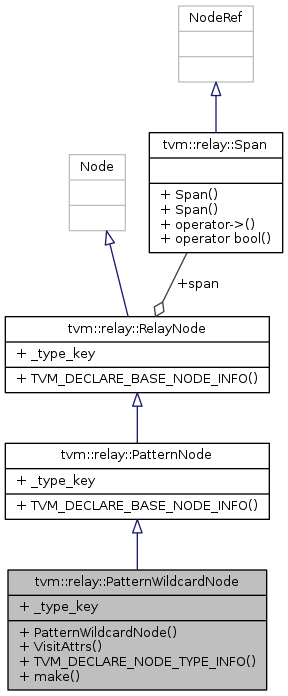 NodeRef
tvm::relay::Span
+ Span()
+ Span()
+ operator->()
+ operator bool()
Node
+span
tvm::relay::RelayNode
+ _type_key
+ TVM_DECLARE_BASE_NODE_INFO()
tvm::relay::PatternNode
+ _type_key
+ TVM_DECLARE_BASE_NODE_INFO()
tvm::relay::PatternWildcardNode
+ _type_key
+ PatternWildcardNode()
+ VisitAttrs()
+ TVM_DECLARE_NODE_TYPE_INFO()
+ make()